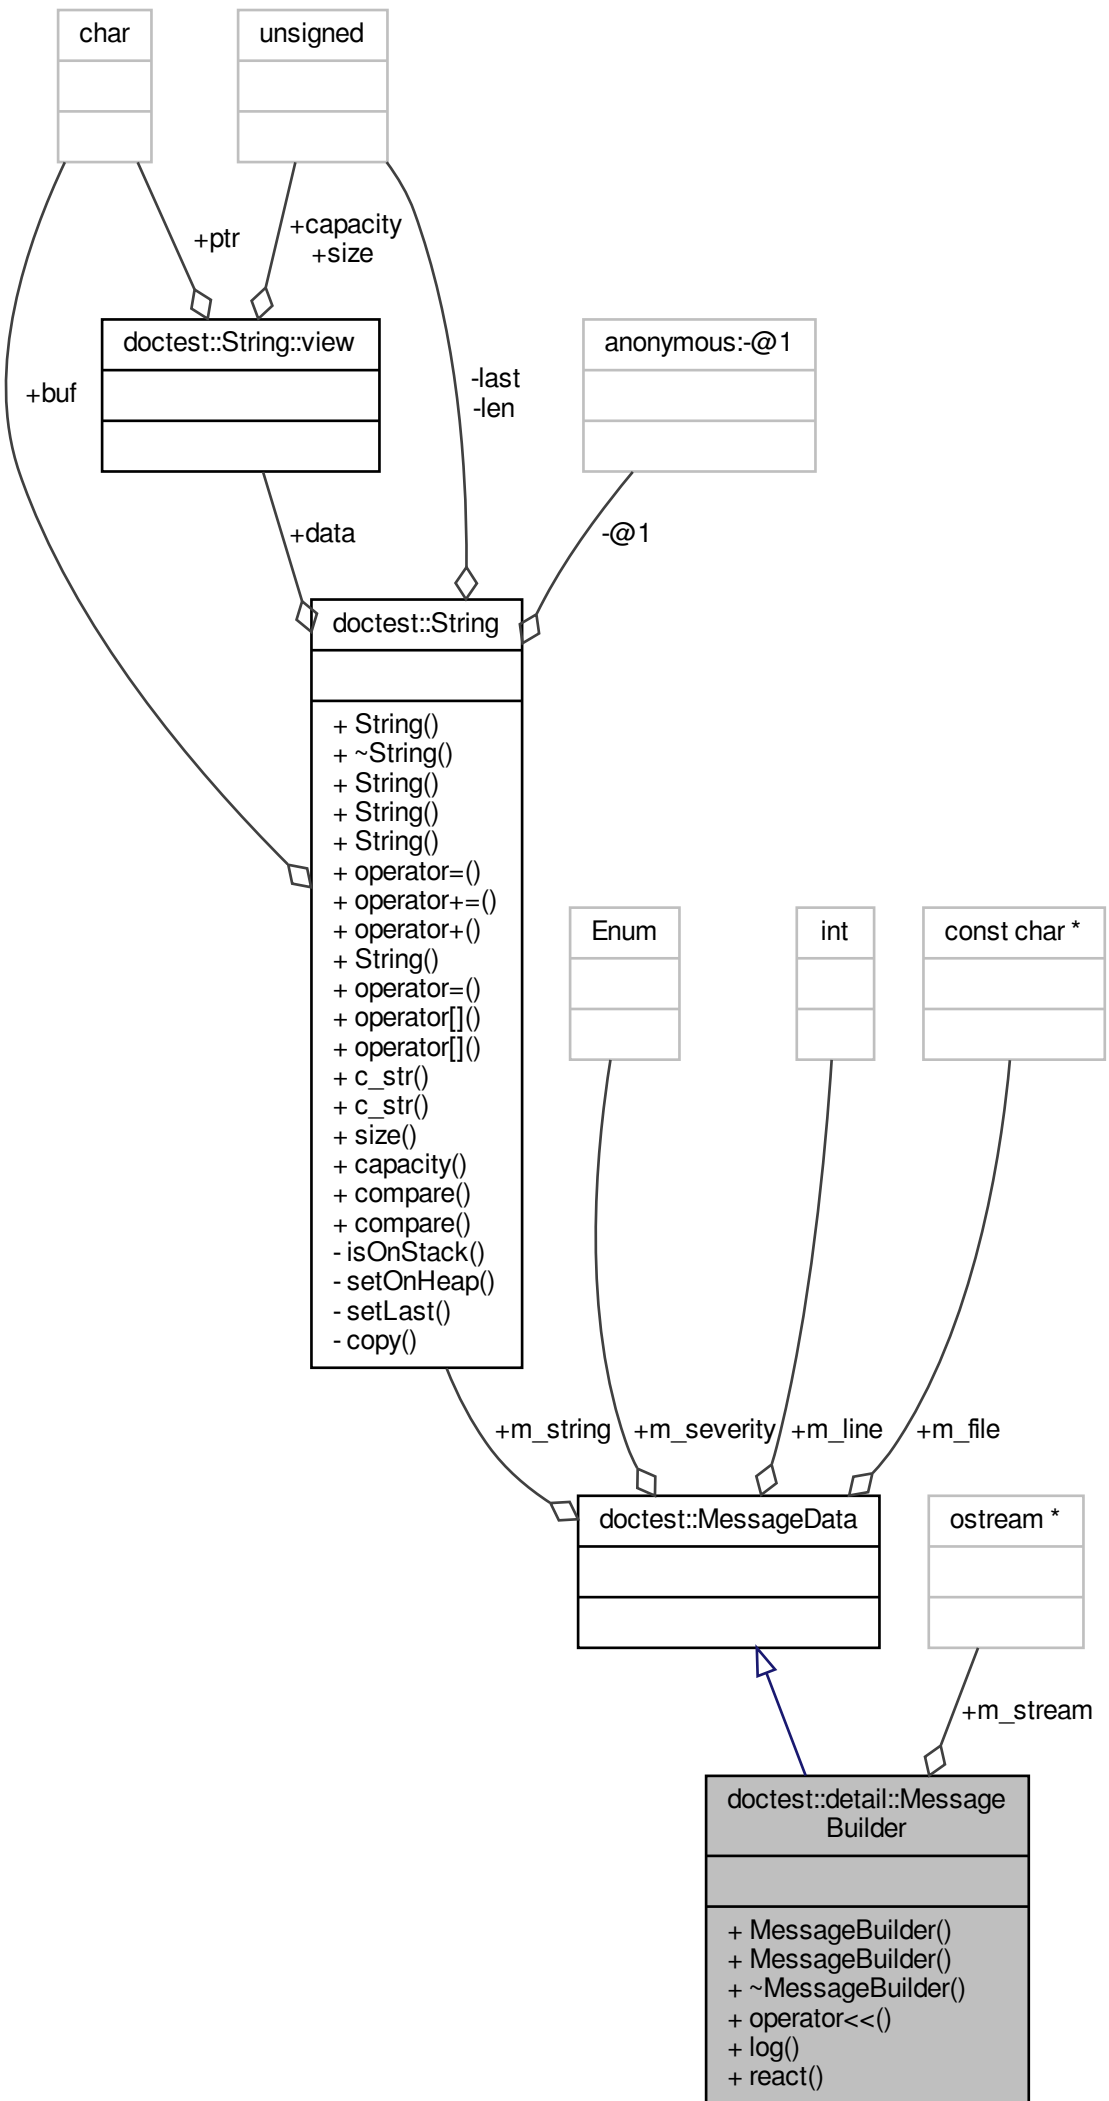 char
unsigned
+ptr
+capacity
+size
doctest::String::view
anonymous:-@1
+buf
-last
-len
+data
-@1
doctest::String
+ String()
+ ~String()
+ String()
+ String()
+ String()
+ operator=()
+ operator+=()
+ operator+()
+ String()
+ operator=()
+ operator[]()
+ operator[]()
+ c_str()
+ c_str()
+ size()
+ capacity()
+ compare()
+ compare()
- isOnStack()
- setOnHeap()
- setLast()
- copy()
Enum
int
const char *
+m_string
+m_severity
+m_line
+m_file
doctest::MessageData
ostream *
+m_stream
doctest::detail::Message
Builder
+ MessageBuilder()
+ MessageBuilder()
+ ~MessageBuilder()
+ operator<<()
+ log()
+ react()